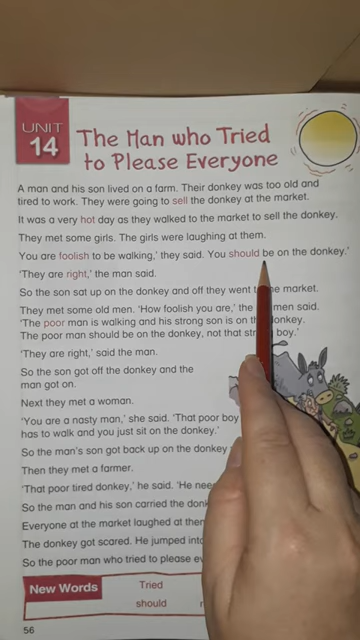 UNIT
14
The Man who Tried
to Please Everyone
A man and his son lived on a farm. Their donkey was too old and
tired to work. They were going to sell the donkey at the market.
It was a very hot day as they walked to the market to sell the donkey.
They met some girls. The girls were laughing at them.
You are foolish to be walking,' they said. You should be on the donkey.'
'They are right,' the man said.
So the son sat up on the donkey and off they went to the market.
They met some old men. 'How foolish you are,' the men said.
'The poor man is walking and his strong son is on the donkey.
The poor man should be on the donkey, not that strong boy.'
'They are right,' said the man.
So the son got off the donkey and the
man got on.
Next they met a woman.
'You are a nasty man,' she said. 'That poor boy
has to walk and you just sit on the donkey.'
So the man's son got back up on the donkey
Then they met a farmer.
'That poor tired donkey,' he said. 'He
So the man and his son carried the
Everyone at the market laughed at
The donkey got scared. He jumped
So the poor man who tried to please
New Words
Tried
should
56